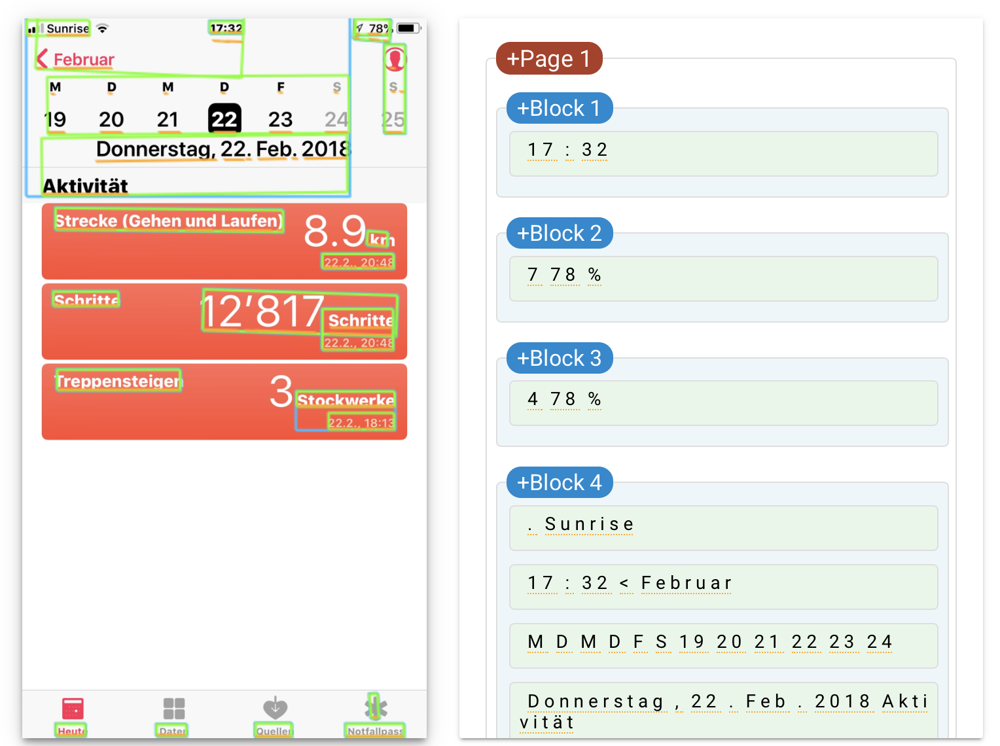 Sunrise 17:32 78%
Februar
M D M D F S S
19 20 21 22 23 24 25
Donnerstag, 22. Feb. 2018
Aktivität
Strecke (Gehen und Laufen) 8.9 km
22.2., 20:48
Schritte 12’817 Schritte
22.2., 20:48
Treppensteigen 3 Stockwerke
22.2., 18:13
Heute Daten Quellen Notfallpass
+Page 1
+Block 1
17 : 32
+Block 2
7 78 %
+Block 3
4 78 %
+Block 4
. Sunrise
17 : 32 < Februar
M D M D F S 19 20 21 22 23 24
Donnerstag , 22 . Feb . 2018 Akti
vität